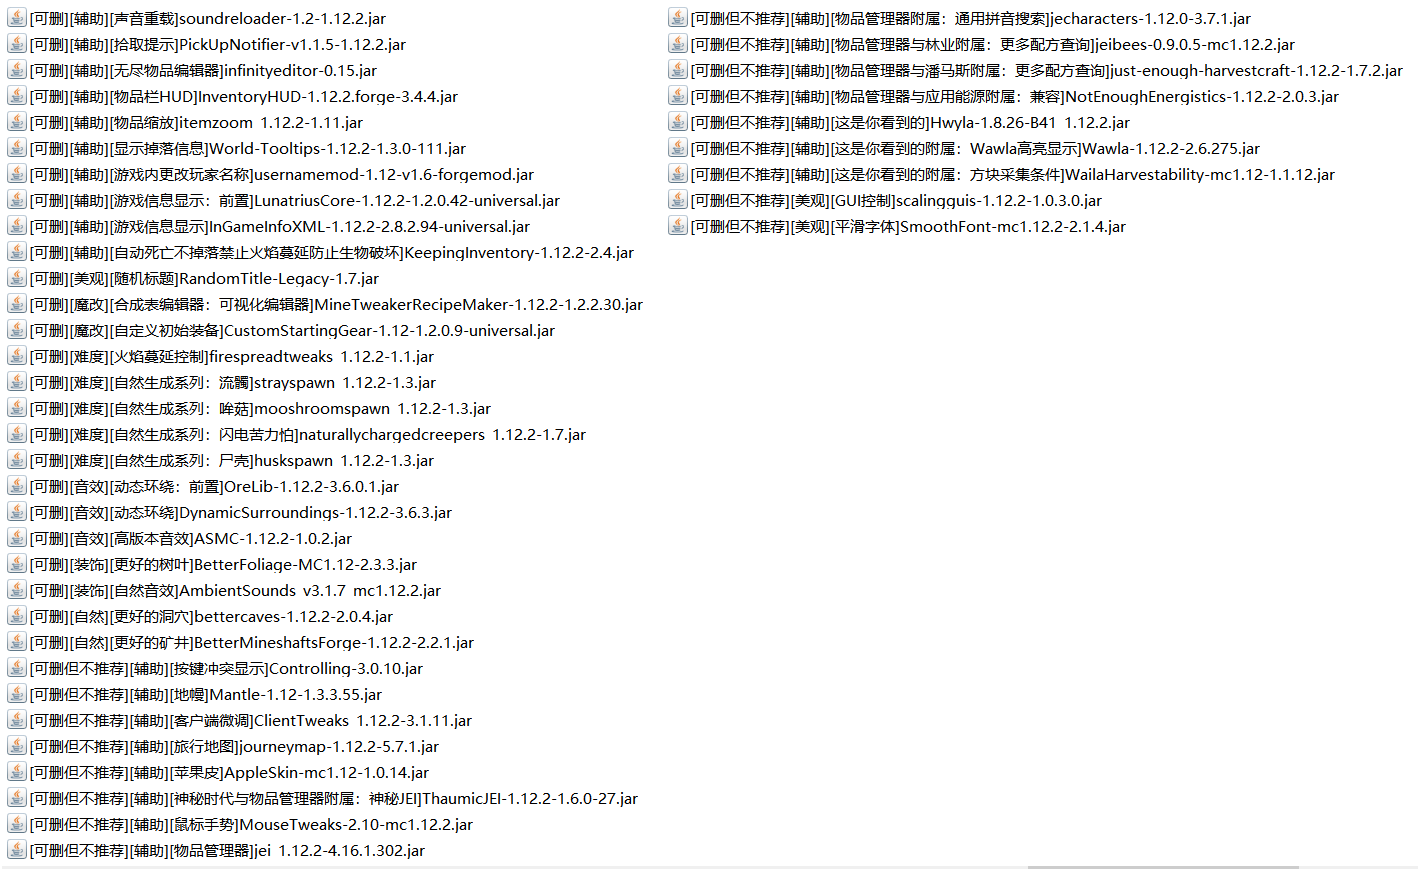 [可删][辅助][声音重载]soundreloader-1.2-1.12.2.jar
[可删][辅助][拾取提示]PickUpNotifier-v1.1.5-1.12.2.jar
[可删][辅助][无尽物品编辑器]infinityeditor-0.15.jar
[可删][辅助][物品栏HUD]InventoryHUD-1.12.2.forge-3.4.4.jar
[可删][辅助][物品缩放]itemzoom_1.12.2-1.11.jar
[可删][辅助][显示掉落信息]World-Tooltips-1.12.2-1.3.0-111.jar
[可删][辅助][游戏内更改玩家名称]usernamemod-1.12-v1.6-forgemod.jar
[可删][辅助][游戏信息显示：前置]LunatriusCore-1.12.2-1.2.0.42-universal.jar
[可删][辅助][游戏信息显示]InGameInfoXML-1.12.2-2.8.2.94-universal.jar
[可删][辅助][自动死亡不掉落禁止火焰蔓延防止生物破坏]KeepingInventory-1.12.2-2.4.jar
[可删][美观][随机标题]RandomTitle-Legacy-1.7.jar
[可删][魔改][合成表编辑器：可视化编辑器]MineTweakerRecipeMaker-1.12.2-1.2.2.30.jar
[可删][魔改][自定义初始装备]CustomStartingGear-1.12-1.2.0.9-universal.jar
[可删][难度][火焰蔓延控制]firespreadtweaks_1.12.2-1.1.jar
[可删][难度][自然生成系列：流髑]strayspawn_1.12.2-1.3.jar
[可删][难度][自然生成系列：哞菇]mooshroomspawn_1.12.2-1.3.jar
[可删][难度][自然生成系列：闪电苦力怕]naturallychargedcreepers_1.12.2-1.7.jar
[可删][难度][自然生成系列：尸壳]huskspawn_1.12.2-1.3.jar
[可删][音效][动态环绕：前置]OreLib-1.12.2-3.6.0.1.jar
[可删][音效][动态环绕]DynamicSurroundings-1.12.2-3.6.3.jar
[可删][音效][高版本音效]ASMC-1.12.2-1.0.2.jar
[可删][装饰][更好的树叶]BetterFoliage-MC1.12-2.3.3.jar
[可删][装饰][自然音效]AmbientSounds_v3.1.7_mc1.12.2.jar
[可删][自然][更好的洞穴]bettercaves-1.12.2-2.0.4.jar
[可删][自然][更好的矿井]BetterMineshaftsForge-1.12.2-2.2.1.jar
[可删但不推荐][辅助][按键冲突显示]Controlling-3.0.10.jar
[可删但不推荐][辅助][地幔]Mantle-1.12-1.3.3.55.jar
[可删但不推荐][辅助][客户端微调]ClientTweaks_1.12.2-3.1.11.jar
[可删但不推荐][辅助][旅行地图]journeymap-1.12.2-5.7.1.jar
[可删但不推荐][辅助][苹果皮]AppleSkin-mc1.12-1.0.14.jar
[可删但不推荐][辅助][神秘时代与物品管理器附属：神秘JEI]ThaumicJEI-1.12.2-1.6.0-27.jar
[可删但不推荐][辅助][鼠标手势]MouseTweaks-2.10-mc1.12.2.jar
[可删但不推荐][辅助][物品管理器]jei_1.12.2-4.16.1.302.jar
[可删但不推荐][辅助][物品管理器附属：通用拼音搜索]jecharacters-1.12.0-3.7.1.jar
[可删但不推荐][辅助][物品管理器与林业附属：更多配方查询]jeibees-0.9.0.5-mc1.12.2.jar
[可删但不推荐][辅助][物品管理器与潘马斯附属：更多配方查询]just-enough-harvestcraft-1.12.2-1.7.2.jar
[可删但不推荐][辅助][物品管理器与应用能源附属：兼容]NotEnoughEnergistics-1.12.2-2.0.3.jar
[可删但不推荐][辅助][这是你看到的]Hwyla-1.8.26-B41_1.12.2.jar
[可删但不推荐][辅助][这是你看到的附属：Wawla高亮显示]Wawla-1.12.2-2.6.275.jar
[可删但不推荐][辅助][这是你看到的附属：方块采集条件]WailaHarvestability-mc1.12-1.1.12.jar
[可删但不推荐][美观][GUI控制]scalingguis-1.12.2-1.0.3.0.jar
[可删但不推荐][美观][平滑字体]SmoothFont-mc1.12.2-2.1.4.jar